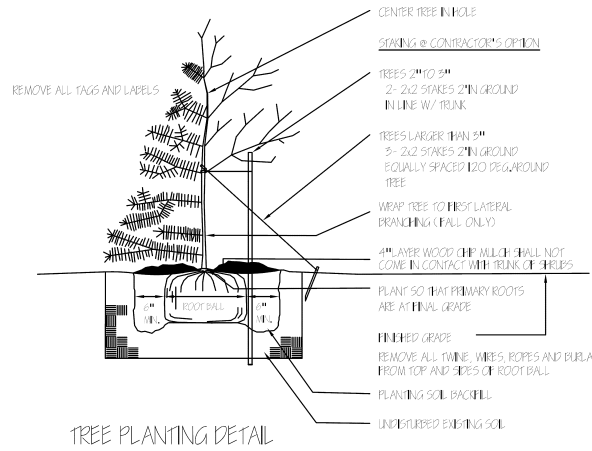 CENTER TREE IN HOLE
STAKING @ CONTRACTOR'S OPTION
REMOVE ALL TAGS AND LABELS
TREES 2" TO 3"
2- 2x2 STAKES 2" IN GROUND
IN LINE W/ TRUNK
TREES LARGER THAN 3"
3- 2x2 STAKES 2" IN GROUND
EQUALLY SPACED 120 DEG. AROUND
TREE
WRAP TREE TO FIRST LATERAL
BRANCHING (FALL ONLY)
4" LAYER WOOD CHIP MULCH SHALL NOT
COME IN CONTACT WITH TRUNK OF SHRUBS
PLANT SO THAT PRIMARY ROOTS
ARE AT FINAL GRADE
6"
MIN.
ROOT BALL
6"
MIN.
FINISHED GRADE
REMOVE ALL TWINE, WIRES, ROPES AND BURLA
FROM TOP AND SIDES OF ROOT BALL
PLANTING SOIL BACKFILL
UNDISTURBED EXISTING SOIL
TREE PLANTING DETAIL